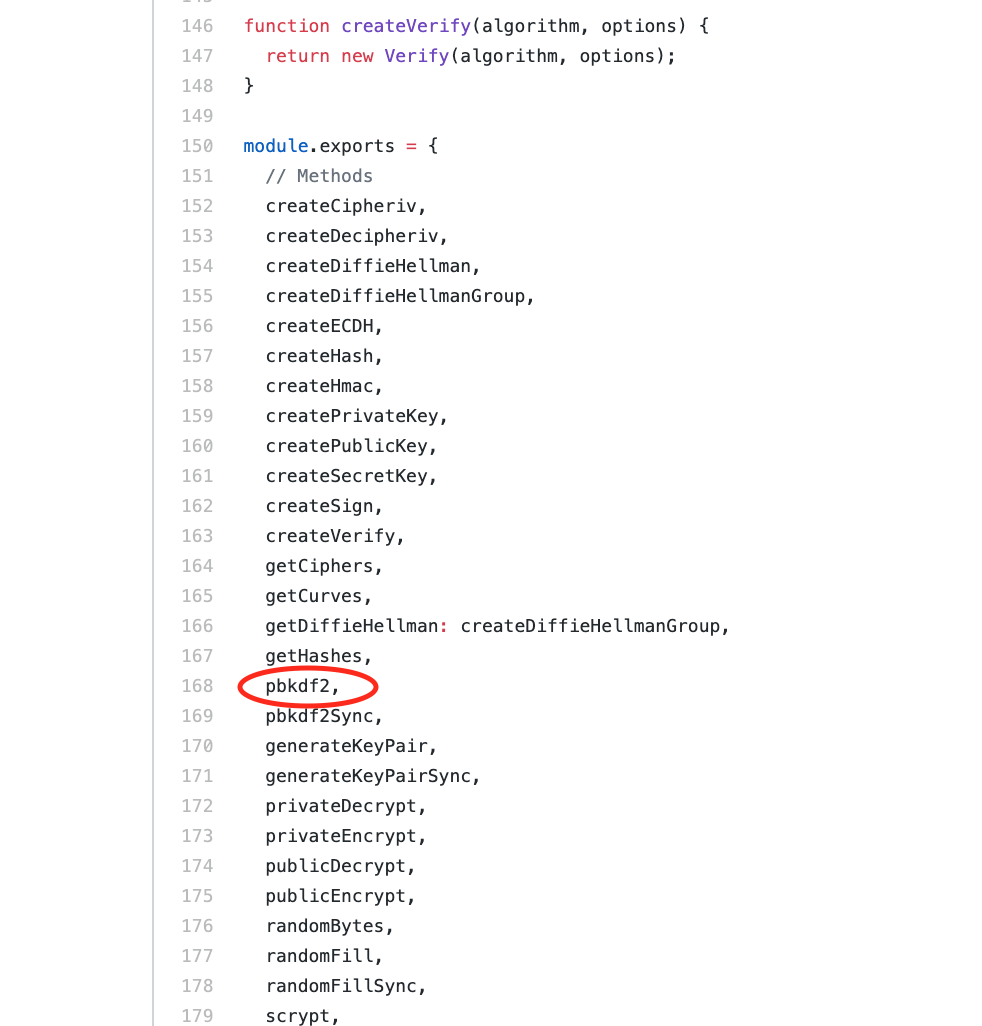 146 function createVerify(algorithm, options) {
147 return new Verify(algorithm, options);
148 }
149
150 module.exports = {
151 // Methods
152 createCipheriv,
153 createDecipheriv,
154 createDiffieHellman,
155 createDiffieHellmanGroup,
156 createECDH,
157 createHash,
158 createHmac,
159 createPrivateKey,
160 createPublicKey,
161 createSecretKey,
162 createSign,
163 createVerify,
164 getCiphers,
165 getCurves,
166 getDiffieHellman: createDiffieHellmanGroup,
167 getHashes,
168 pbkdf2,
169 pbkdf2Sync,
170 generateKeyPair,
171 generateKeyPairSync,
172 privateDecrypt,
173 privateEncrypt,
174 publicDecrypt,
175 publicEncrypt,
176 randomBytes,
177 randomFill,
178 randomFillSync,
179 scrypt,